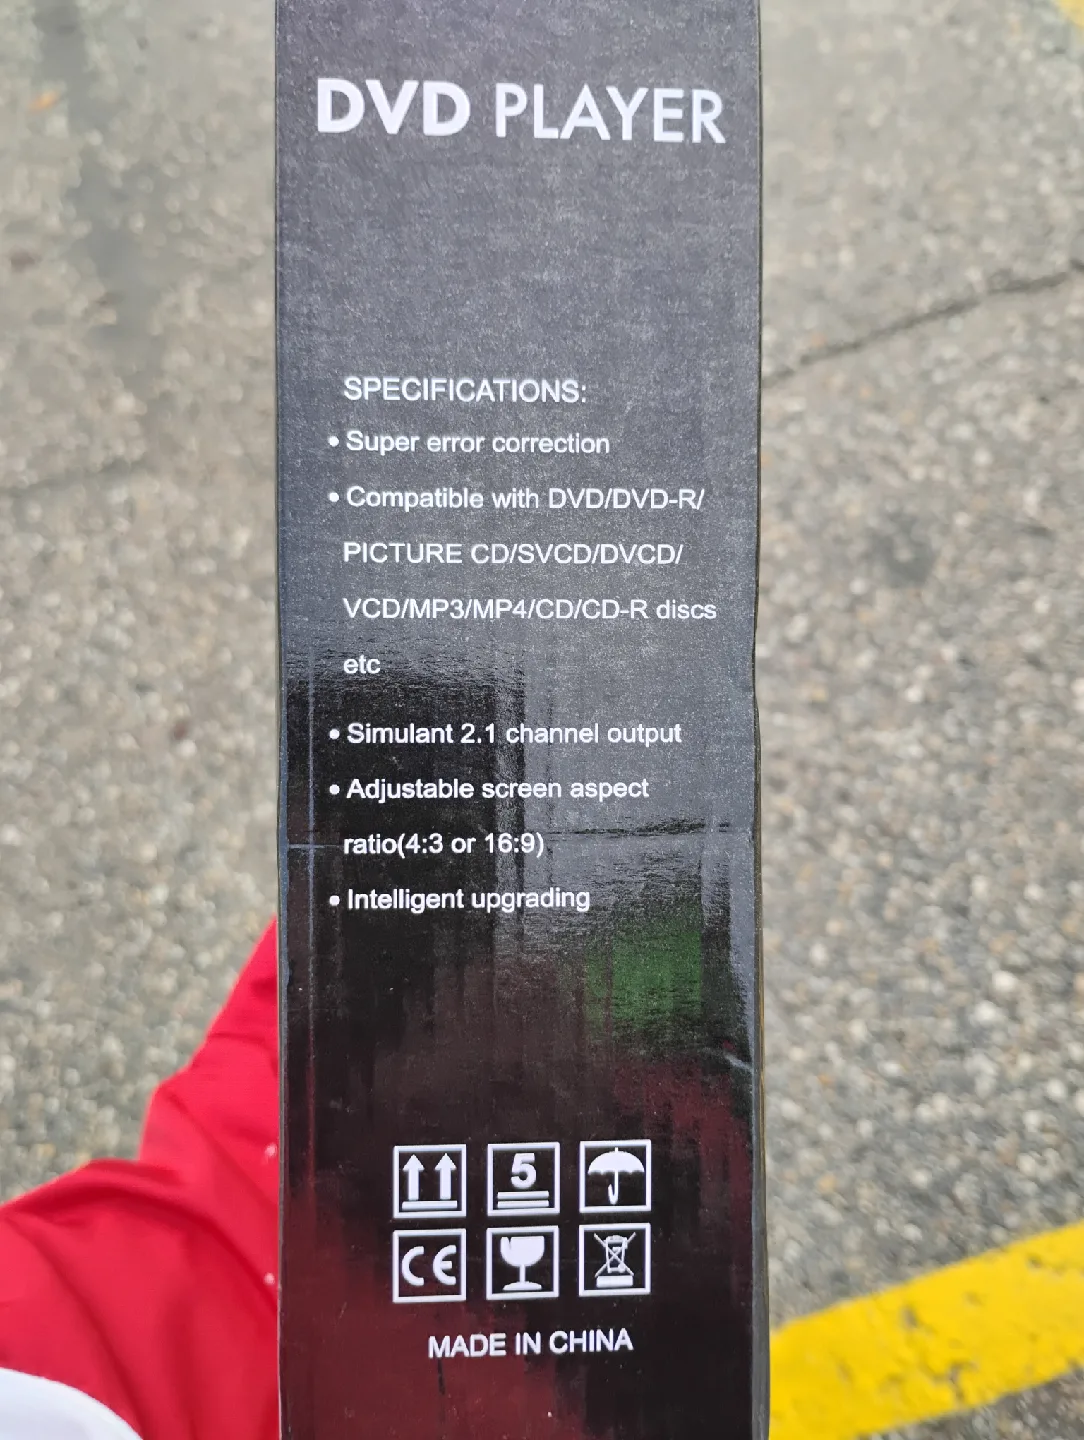 DVD PLAYER
SPECIFICATIONS:
• Super error correction
• Compatible with DVD/DVD-R/
PICTURE CD/SVCD/DVCD/
VCD/MP3/MP4/CD/CD-R discs
etc
• Simulant 2.1 channel output
• Adjustable screen aspect
ratio(4:3 or 16:9)
• Intelligent upgrading
5
CE
MADE IN CHINA